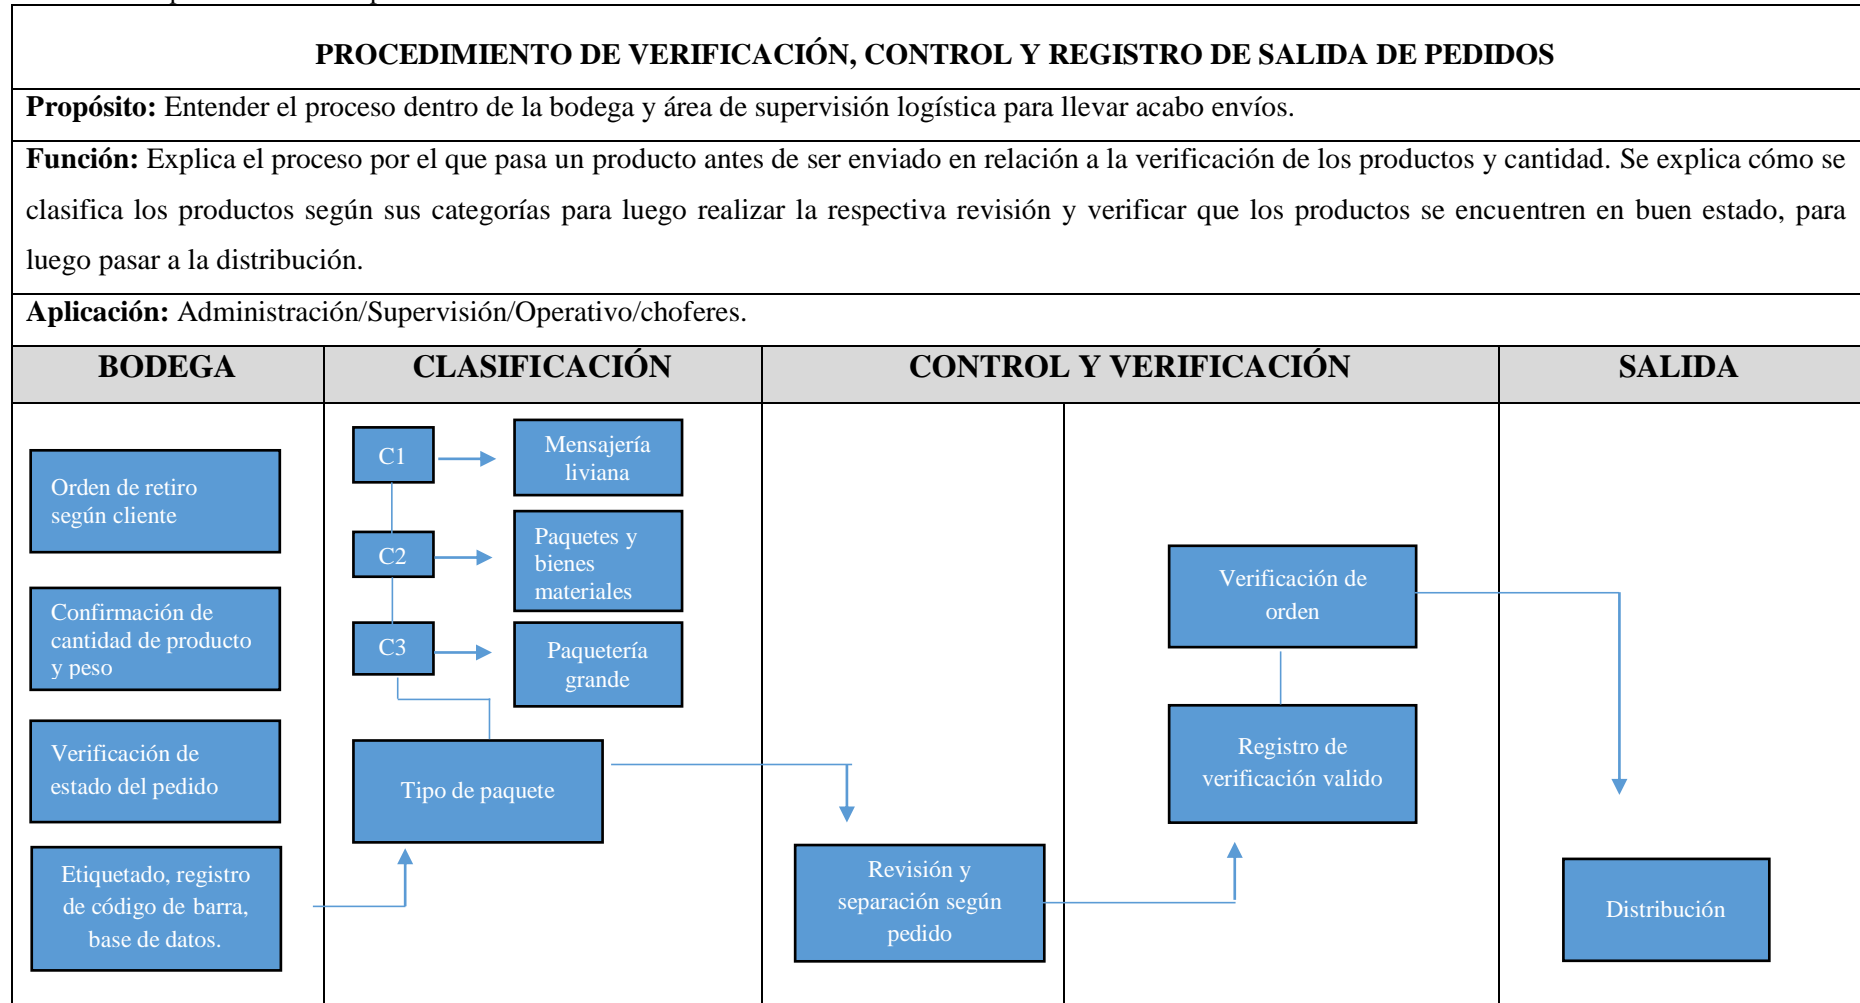 PROCEDIMIENTO DE VERIFICACIÓN, CONTROL Y REGISTRO DE SALIDA DE PEDIDOS
Propósito: Entender el proceso dentro de la bodega y área de supervisión logística para llevar acabo envíos.
Función: Explica el proceso por el que pasa un producto antes de ser enviado en relación a la verificación de los productos y cantidad. Se explica cómo se
clasifica los productos según sus categorías para luego realizar la respectiva revisión y verificar que los productos se encuentren en buen estado, para
luego pasar a la distribución.
Aplicación: Administración/Supervisión/Operativo/choferes.
BODEGA
CLASIFICACIÓN
CONTROL Y VERIFICACIÓN
SALIDA
Orden de retiro
según cliente
Confirmación de
cantidad de producto
y peso
Verificación de
estado del pedido
Etiquetado, registro
de código de barra,
base de datos.
C1
Mensajería
liviana
C2
Paquetes y
bienes
materiales
C3
Paquetería
grande
Tipo de paquete
Revisión y
separación según
pedido
Verificación de
orden
Registro de
verificación valido
Distribución